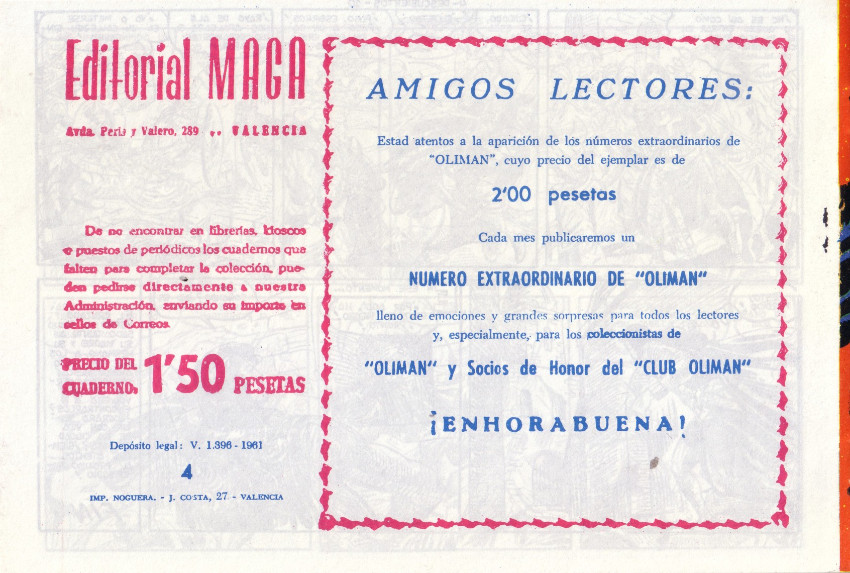 Editorial MAGA
Avda. Peris y Valero, 289 .. VALENCIA
De no encontrar en librerías, kioscos
o puestos de periódicos los cuadernos que
falten para completar la colección, pue-
den pedirse directamente a nuestra
Administración, enviando su importe en
sellos de Correos.
PRECIO DEL
CUADERNO, 1'50 PESETAS
Depósito legal: V. 1.396 - 1961
4
IMP. NOGUERA. - J. COSTA, 27 - VALENCIA
AMIGOS LECTORES:
Estad atentos a la aparición de los números extraordinarios de
"OLIMAN", cuyo precio del ejemplar es de
2'00 pesetas
Cada mes publicaremos un
NUMERO EXTRAORDINARIO DE "OLIMAN"
lleno de emociones y grandes sorpresas para todos los lectores
y, especialmente, para los coleccionistas de
"OLIMAN" y Socios de Honor del "CLUB OLIMAN"
¡ENHORABUENA!